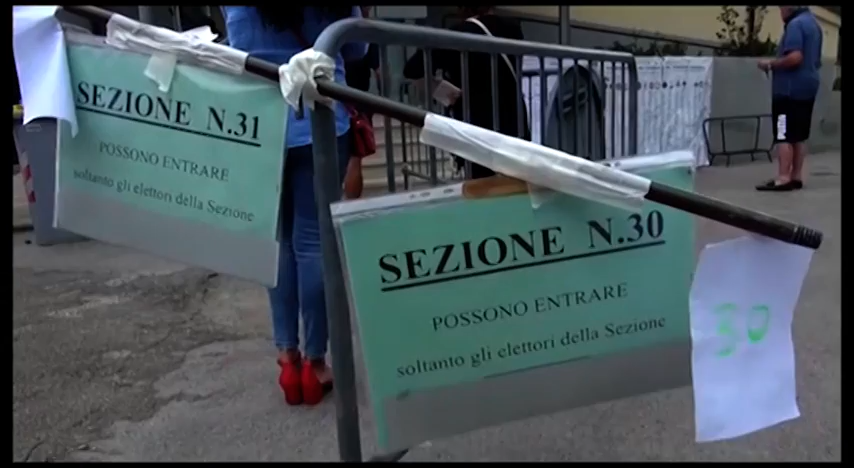 SEZIONE N.31
POSSONO ENTRARE
soltanto gli elettori della Sezione
SEZIONE N.30
POSSONO ENTRARE
soltanto gli elettori della Sezione
30